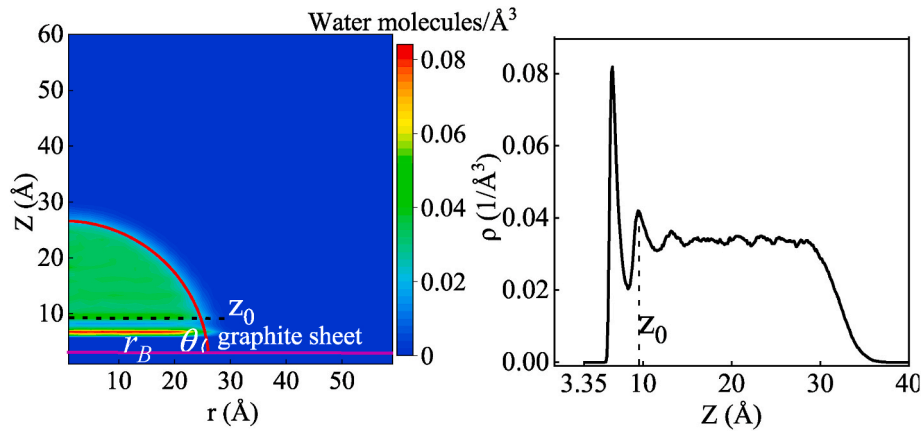 Water molecules/Å³
60
50
40
30
20
10
Z (Å)
10 20 30 40 50
r (Å)
z₀
graphite sheet
r_B
θ
0.08
0.06
0.04
0.02
0
0.08
0.06
0.04
0.02
0.00
ρ (1/Å³)
z₀
3.35 10 20 30 40
Z (Å)